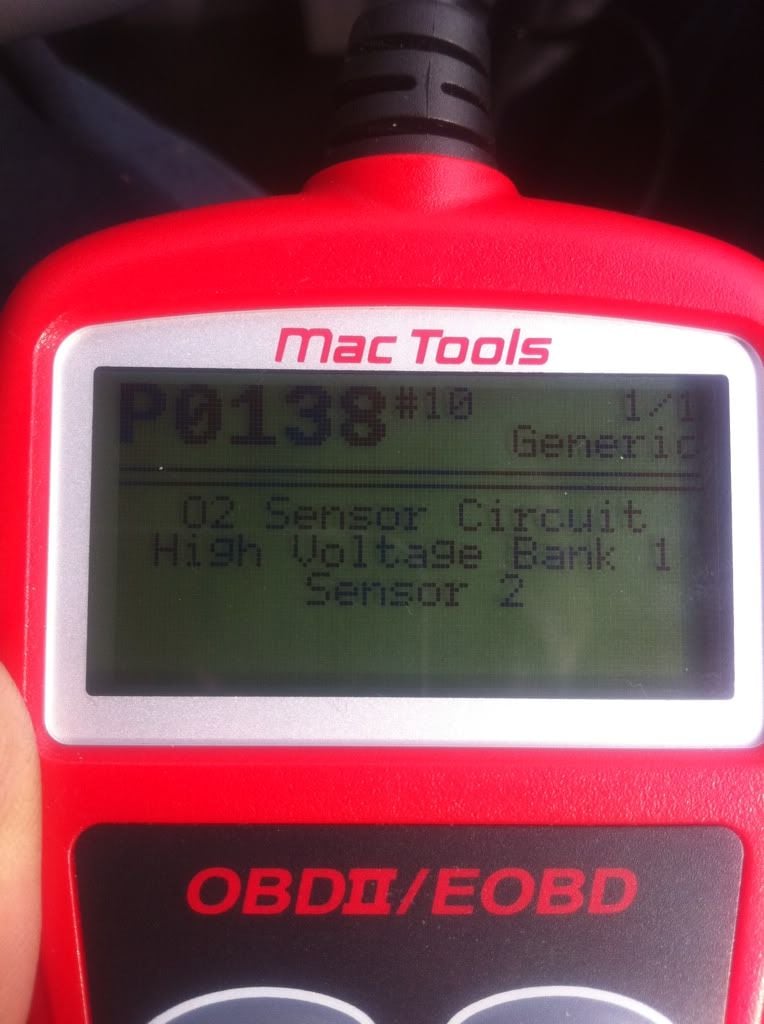 Mac Tools
P0138 #10 1/1
Generic
O2 Sensor Circuit
High Voltage Bank 1
Sensor 2
OBDII/EOBD